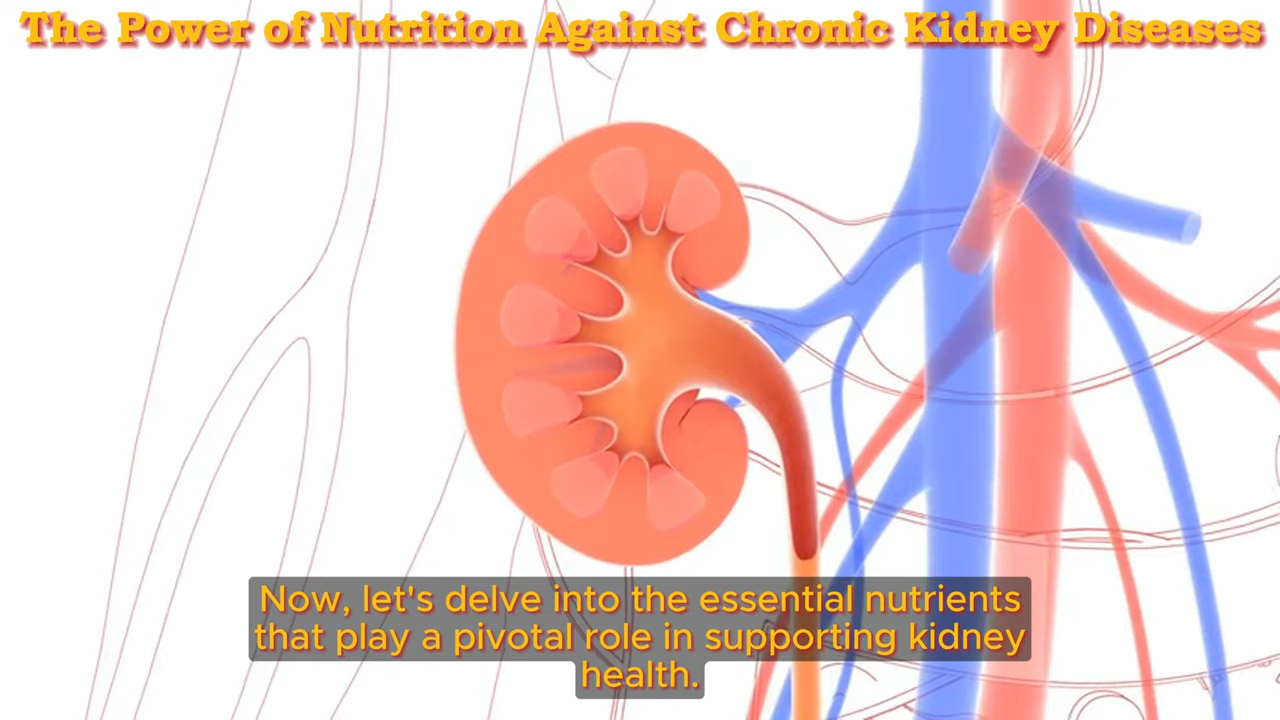 The Power of Nutrition Against Chronic Kidney Diseases
Now, let's delve into the essential nutrients
that play a pivotal role in supporting kidney
health.